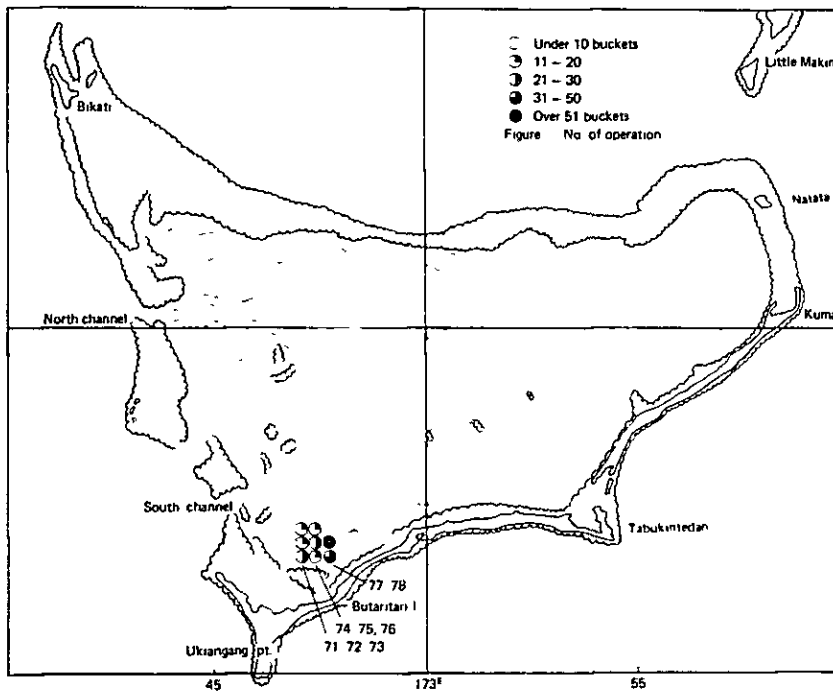 Under 10 buckets
11 – 20
21 – 30
31 – 50
Over 51 buckets
Figure No of operation
Little Makin
Bikati
Natata
North channel
Kuma
South channel
Tabukintedan
77 78
Butaritari I
74 75, 76
Ukiangang pt.
71 72 73
45
173°
55